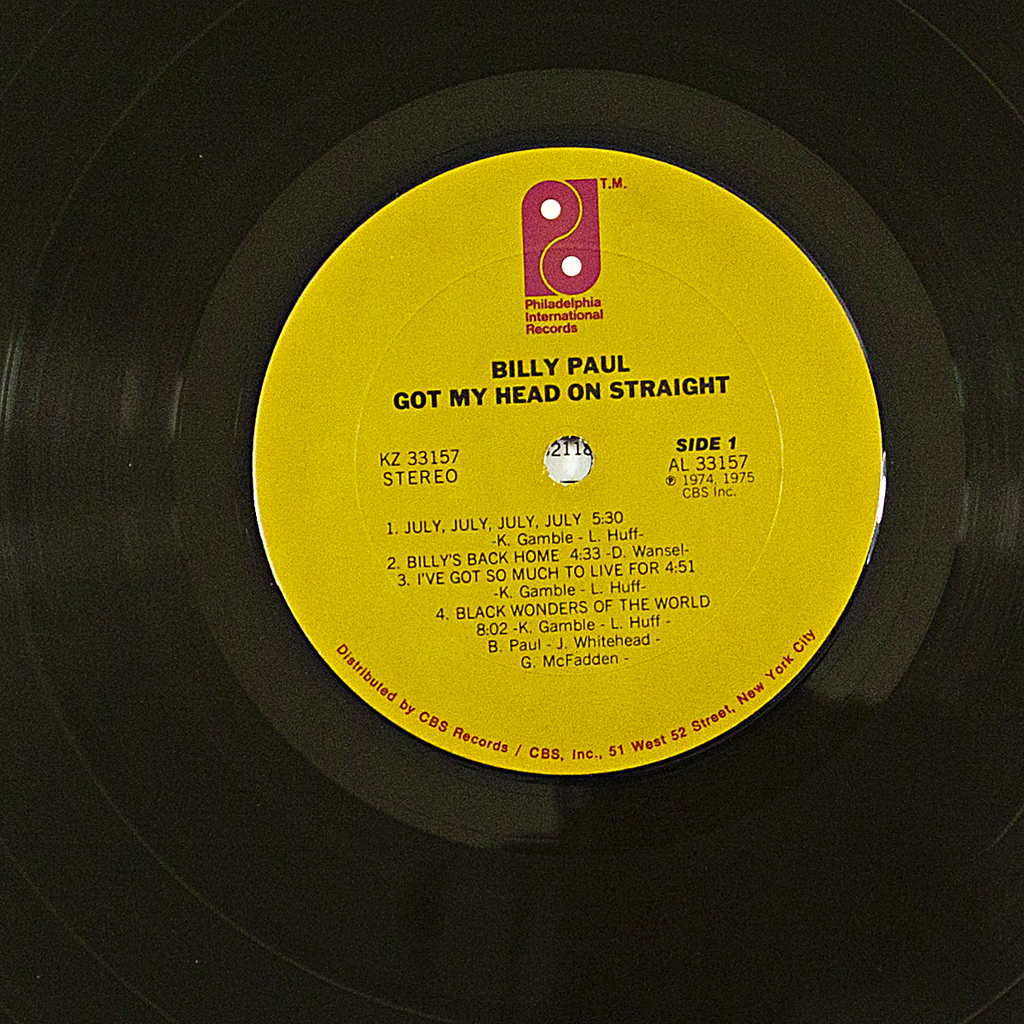 T.M.
Philadelphia
International
Records
BILLY PAUL
GOT MY HEAD ON STRAIGHT
KZ 33157
STEREO
2118
SIDE 1
AL 33157
℗ 1974, 1975
CBS Inc.
1. JULY, JULY, JULY, JULY 5:30
-K. Gamble - L. Huff-
2. BILLY'S BACK HOME 4:33 -D. Wansel-
3. I'VE GOT SO MUCH TO LIVE FOR 4:51
-K. Gamble - L. Huff-
4. BLACK WONDERS OF THE WORLD
8:02 -K. Gamble - L. Huff -
B. Paul - J. Whitehead -
G. McFadden -
Distributed by CBS Records / CBS, Inc., 51 West 52 Street, New York City